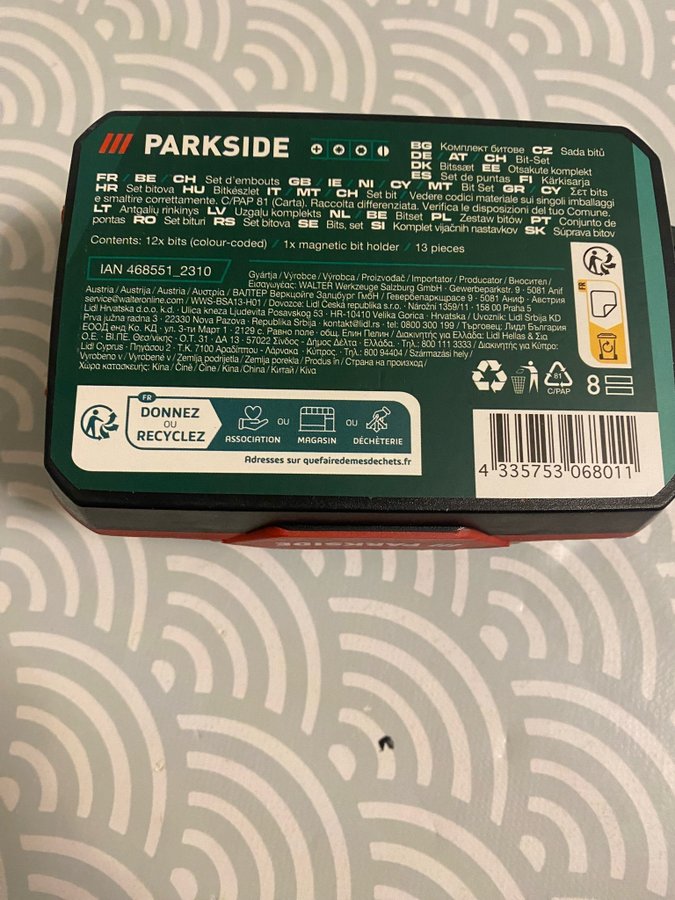 PARKSIDE
BG Комплект битове CZ Sada bitů
DE / AT / CH Bit-Set
DK Bitssæt EE Otsakute komplekt
ES Set de puntas FI Kärkisarja
FR / BE / CH Set d'embouts GB / IE / NI / CY / MT Bit Set GR / CY Σετ bits
HR Set bitova HU Bitkészlet IT / MT / CH Set bit / Vedere codici materiale sui singoli imballaggi
e smaltire correttamente. C/PAP 81 (Carta). Raccolta differenziata. Verifica le disposizioni del tuo Comune.
LT Antgalių rinkinys LV Uzgaļu komplekts NL / BE Bitset PL Zestaw bitów PT Conjunto de
pontas RO Set bituri RS Set bitova SE Bits, set SI Komplet vijačnih nastavkov SK Súprava bitov
Contents: 12x bits (colour-coded) / 1x magnetic bit holder / 13 pieces
IAN 468551_2310
Gyártja / Výrobce / Výrobca / Proizvođač / Importator / Producator / Вносител /
Εισαγωγέας: WALTER Werkzeuge Salzburg GmbH · Gewerbeparkstr. 9 · 5081 Anif
Austria / Austrija / Austria / Австрия / ВАЛТЕР Веркцойге Залцбург ГмбХ / Гевербепаркщрасе 9 · 5081 Аниф · Австрия
service@walteronline.com / WWS-BSA13-H01 / Dovozce: Lidl Česká republika s.r.o. · Nárožní 1359/11 · 158 00 Praha 5
Lidl Hrvatska d.o.o. k.d. · Ulica kneza Ljudevita Posavskog 53 · HR-10410 Velika Gorica · Hrvatska / Uvoznik: Lidl Srbija KD
Prva južna radna 3 · 22330 Nova Pazova · Republika Srbija · kontakt@lidl.rs · tel: 0800 300 199 / Търговец: Лидл България
ЕООД енд Ко. КД · ул. 3-ти Март 1 · 2129 с. Равно поле · общ. Елин Пелин / Διακινητής για Ελλάδα: Lidl Hellas & Σια
Ο.Ε. · ΒΙ.ΠΕ. Θεσ/νίκης · Ο.Τ. 31 · ΔΑ 13 · 57022 Σίνδος · Δήμος Δέλτα · Ελλάδα · Τηλ: 800 111 3333 / Διακινητής για Κύπρο:
Lidl Cyprus · Πηγάσου 2 · Τ.Κ. 7100 Αραδίππου · Λάρνακα · Κύπρος · Τηλ: 800 94404 / Származási hely /
Vyrobeno v / Vyrobené v / Zemlja podrijetla / Zemlja porekla / Produs în / Страна на произход /
Χώρα κατασκευής: Kína / Čína / Čína / Kina / China / Китай / Κίνα
FR
81
C/PAP
8
FR
DONNEZ
OU
RECYCLEZ
ASSOCIATION
OU
MAGASIN
OU
DÉCHÈTERIE
Adresses sur quefairedemesdechets.fr
4 335753 068011
PARKSIDE